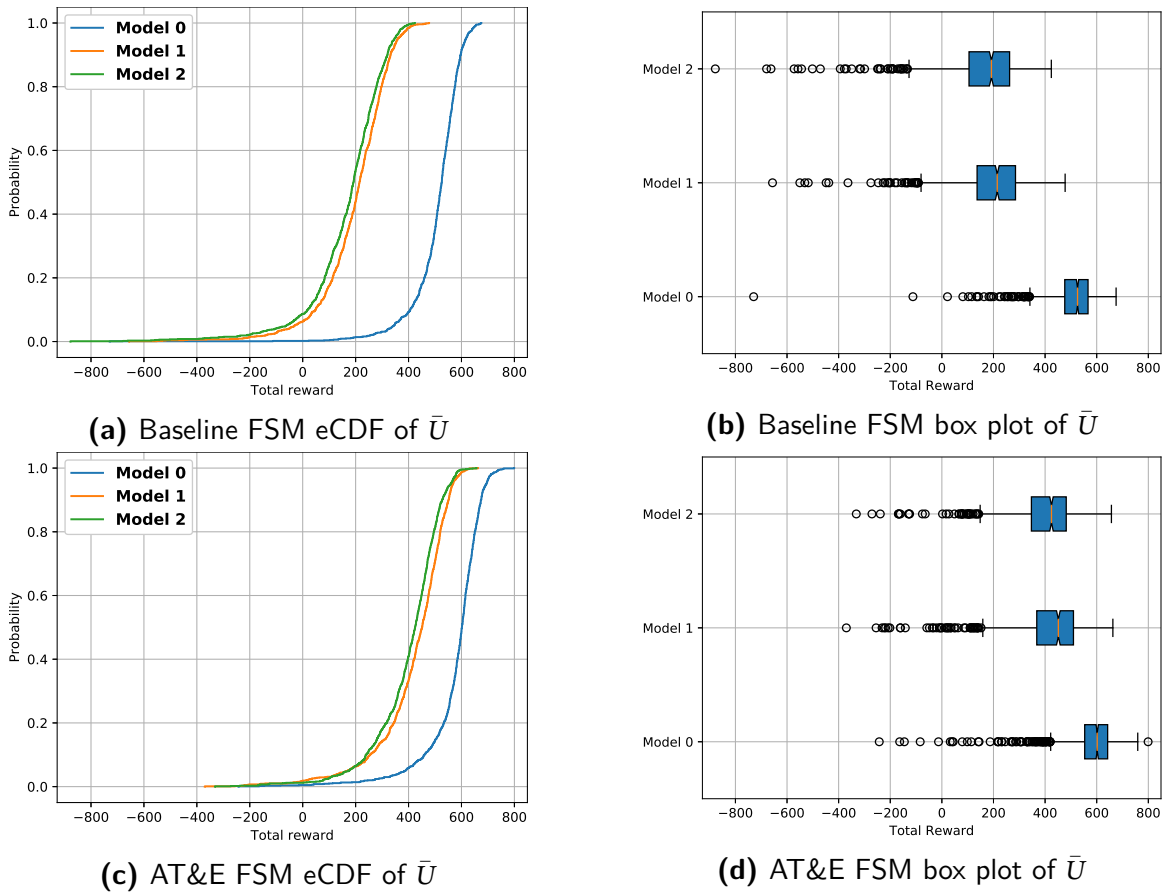 1.0
0.8
0.6
0.4
0.2
0.0
Probability
Model 0
Model 1
Model 2
−800 −600 −400 −200 0 200 400 600 800
Total reward
(a) Baseline FSM eCDF of Ū
Model 2
Model 1
Model 0
−800 −600 −400 −200 0 200 400 600 800
Total Reward
(b) Baseline FSM box plot of Ū
1.0
0.8
0.6
0.4
0.2
0.0
Probability
Model 0
Model 1
Model 2
−800 −600 −400 −200 0 200 400 600 800
Total reward
(c) AT&E FSM eCDF of Ū
Model 2
Model 1
Model 0
−800 −600 −400 −200 0 200 400 600 800
Total Reward
(d) AT&E FSM box plot of Ū